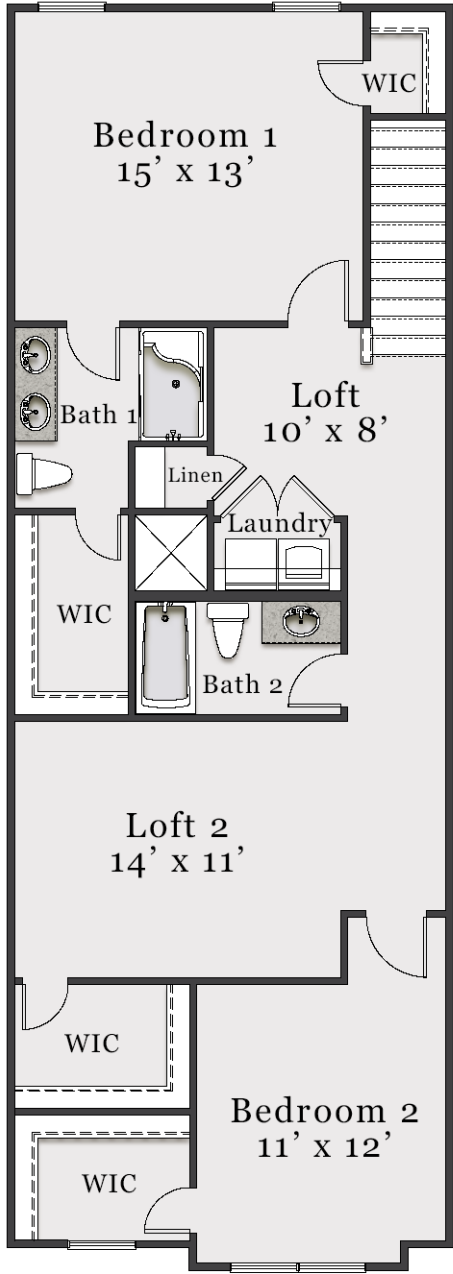 WIC
Bedroom 1
15’ x 13’
Loft
10’ x 8’
Bath 1
Linen
Laundry
WIC
Bath 2
Loft 2
14’ x 11’
WIC
Bedroom 2
11’ x 12’
WIC